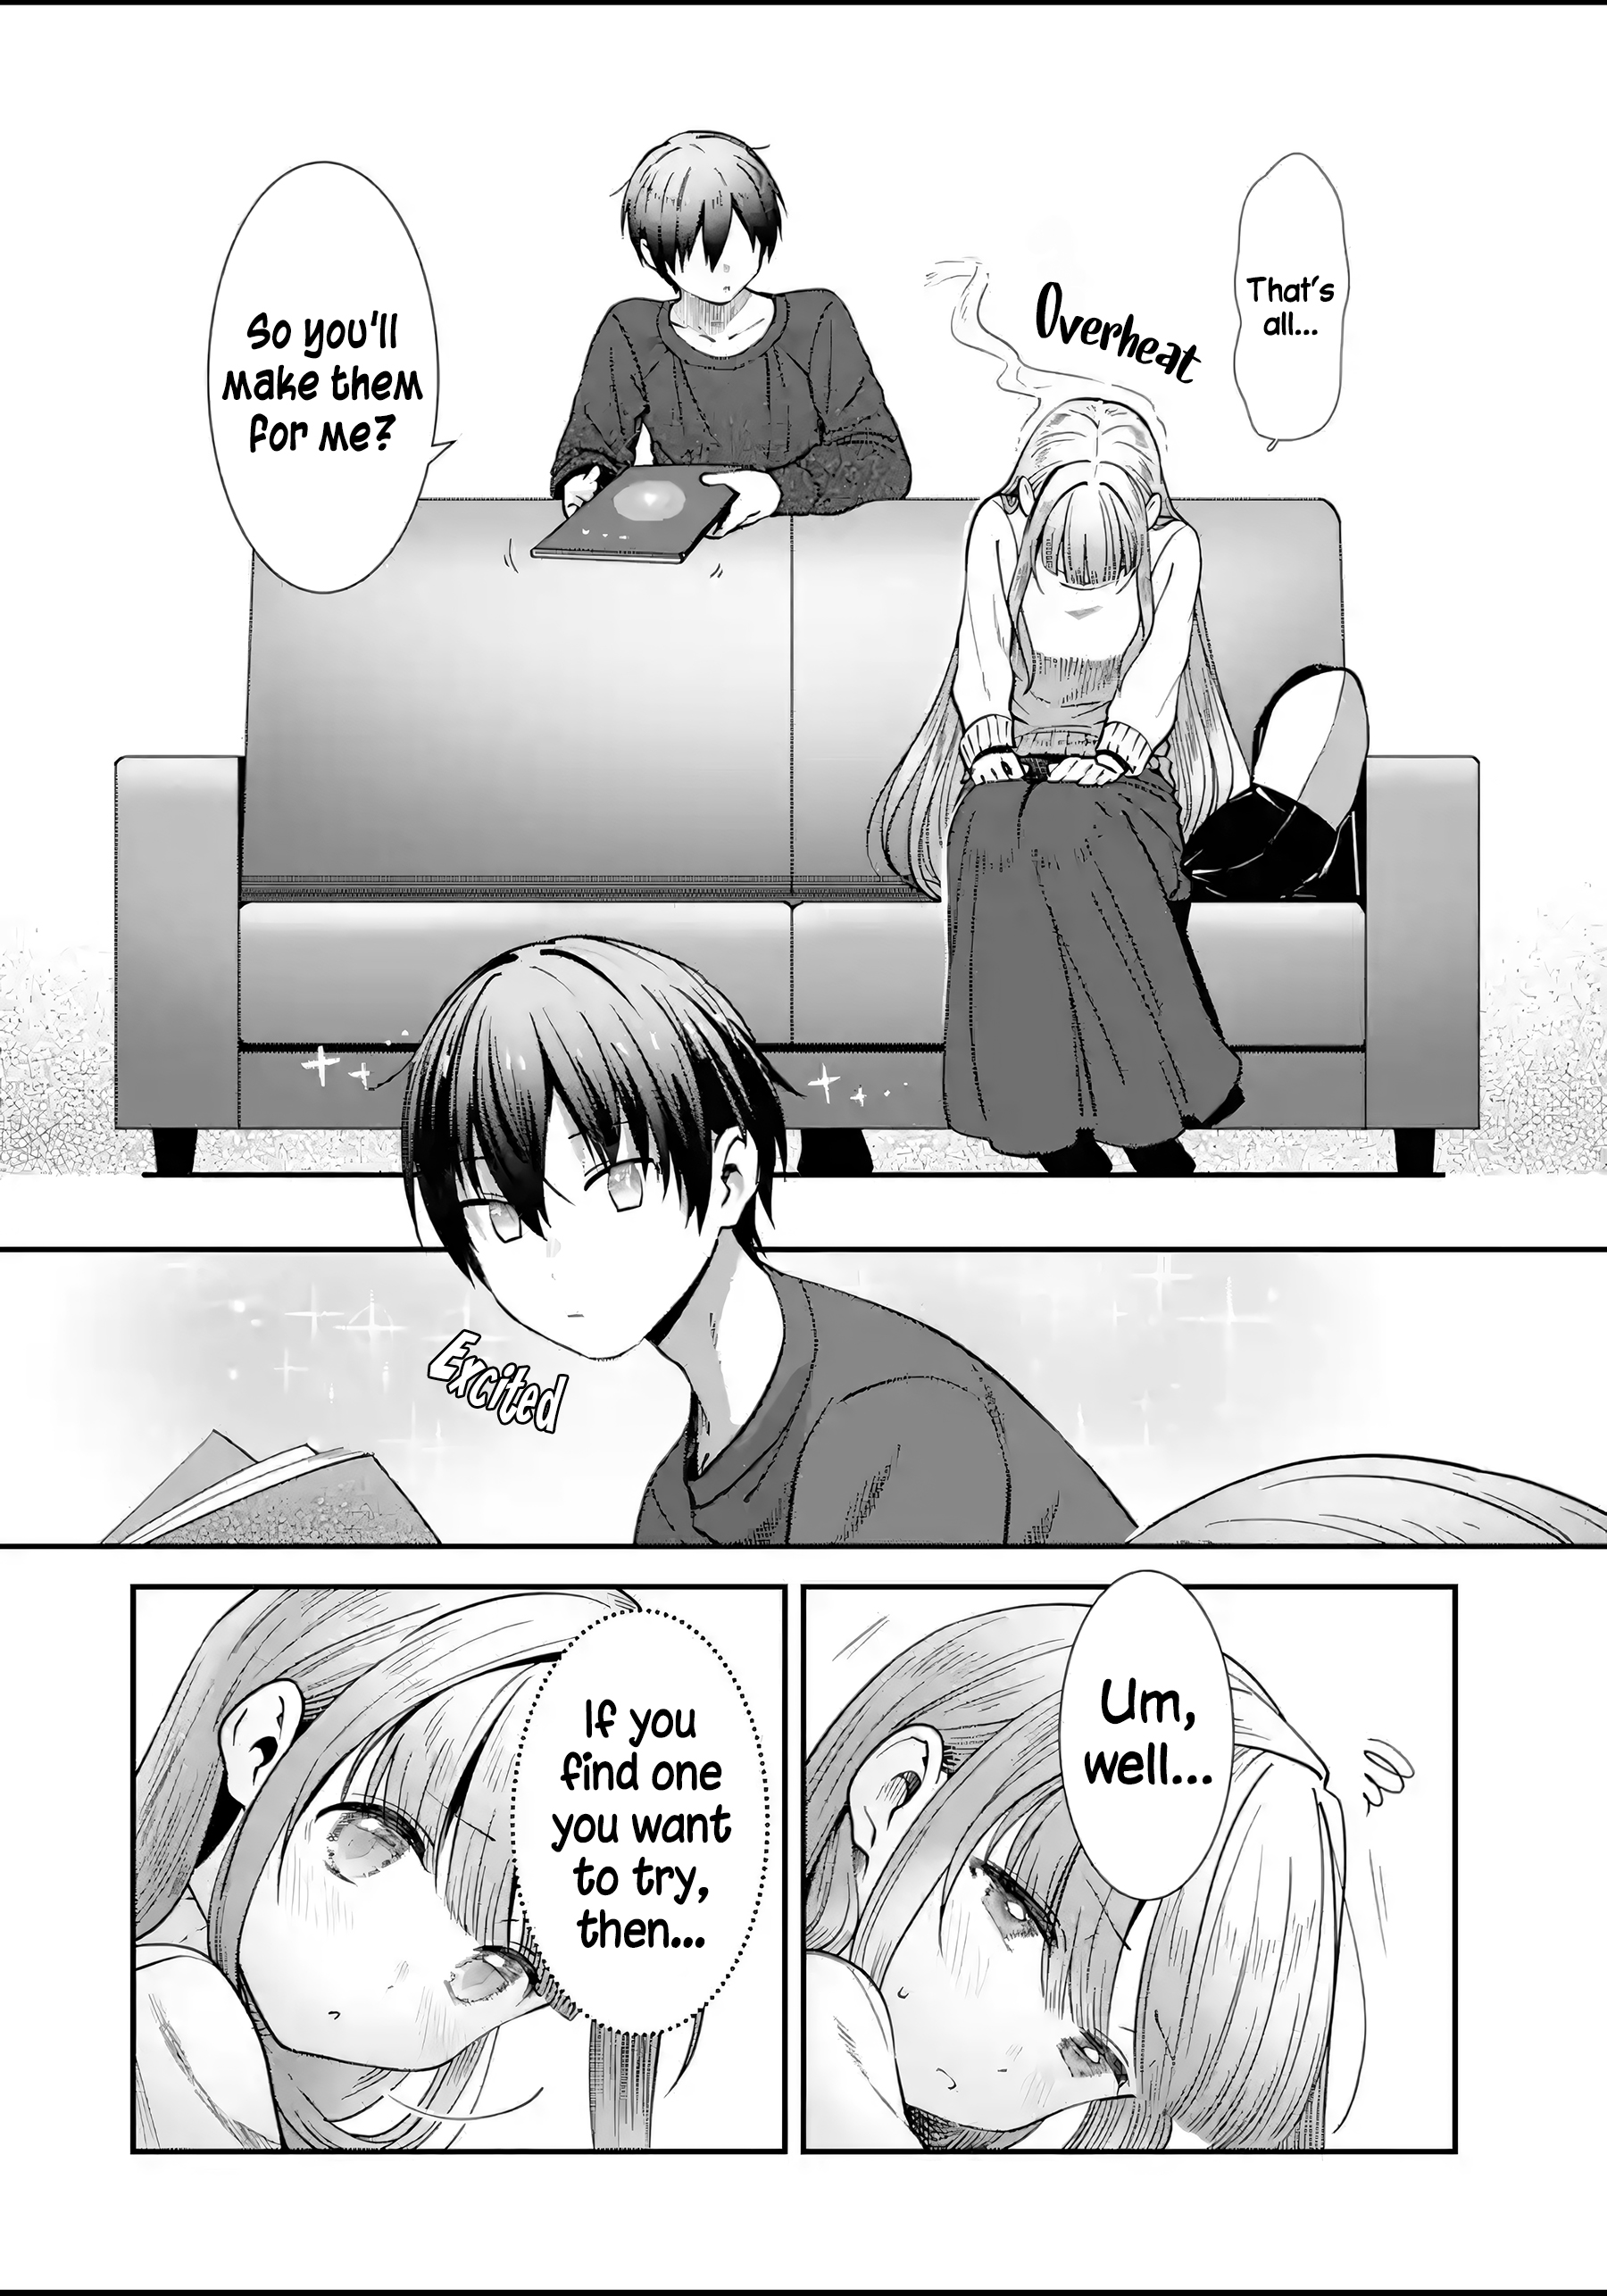 That's
all...
Overheat
So you'll
make them
for me?
Excited
Um,
well...
If you
find one
you want
to try,
then...